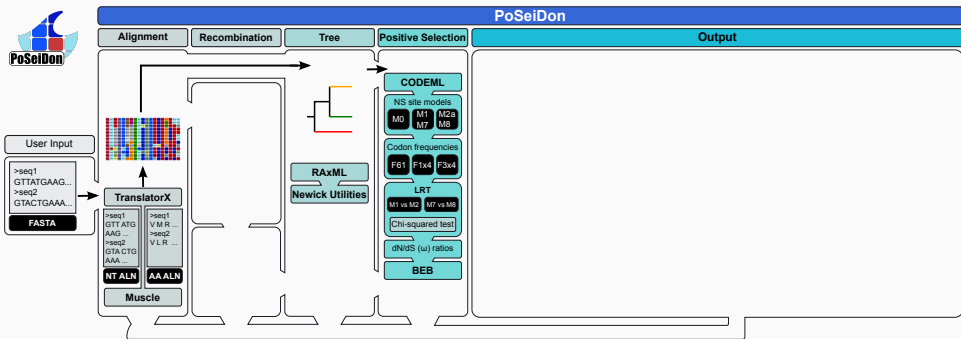 PoSeiDon
PoSeiDon
Alignment
Recombination
Tree
Positive Selection
Output
User Input
>seq1
GTTATGAAG...
>seq2
GTACTGAAA...
FASTA
TranslatorX
>seq1
GTT ATG
AAG ...
>seq2
GTA CTG
AAA ...
NT ALN
>seq1
V M R ...
>seq2
V L R ...
AA ALN
Muscle
RAxML
Newick Utilities
CODEML
NS site models
M0
M1
M7
M2a
M8
Codon frequencies
F61
F1x4
F3x4
LRT
M1 vs M2
M7 vs M8
Chi-squared test
dN/dS (ω) ratios
BEB